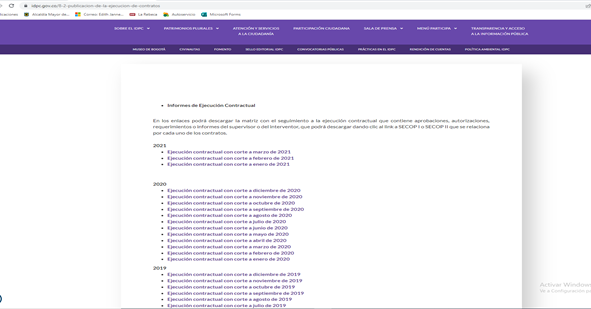 idpc.gov.co/6-2-publicacion-de-la-ejecucion-de-contratos
Alcaldía Mayor de... Correo: Edith Janne... La Netera Autoservicio Microsoft Forms
SOBRE EL IDPC PATRIMONIOS PLURALES ATENCIÓN Y SERVICIOS A LA CIUDADANÍA PARTICIPACIÓN CIUDADANA SALA DE PRENSA MENÚ PARTICIPA TRANSPARENCIA Y ACCESO A LA INFORMACIÓN PÚBLICA
MUSEO DE BOGOTÁ CIVINAUTAS FOMENTO SELLO EDITORIAL IDPC CONVOCATORIAS PÚBLICAS PRÁCTICAS EN EL IDPC RENDICIÓN DE CUENTAS POLÍTICA AMBIENTAL IDPC
• Informes de Ejecución Contractual
En los enlaces podrá descargar la matriz con el seguimiento a la ejecución contractual que contiene aprobaciones, autorizaciones,
requerimientos o informes del supervisor o del interventor, que podrá descargar dando clic al link a SECOP I o SECOP II que se relaciona
por cada uno de los contratos.
2021
• Ejecución contractual con corte a marzo de 2021
• Ejecución contractual con corte a febrero de 2021
• Ejecución contractual con corte a enero de 2021
2020
• Ejecución contractual con corte a diciembre de 2020
• Ejecución contractual con corte a noviembre de 2020
• Ejecución contractual con corte a octubre de 2020
• Ejecución contractual con corte a septiembre de 2020
• Ejecución contractual con corte a agosto de 2020
• Ejecución contractual con corte a julio de 2020
• Ejecución contractual con corte a junio de 2020
• Ejecución contractual con corte a mayo de 2020
• Ejecución contractual con corte a abril de 2020
• Ejecución contractual con corte a marzo de 2020
• Ejecución contractual con corte a febrero de 2020
• Ejecución contractual con corte a enero de 2020
2019
• Ejecución contractual con corte a diciembre de 2019
• Ejecución contractual con corte a noviembre de 2019
• Ejecución contractual con corte a octubre de 2019
• Ejecución contractual con corte a septiembre de 2019
• Ejecución contractual con corte a agosto de 2019
• Ejecución contractual con corte a julio de 2019
Activar Windows
Ve a Configuración